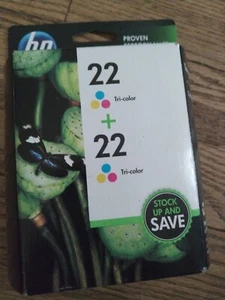 hp
PROVEN
22
Tri-color
+
22
Tri-color
STOCK
UP AND
SAVE